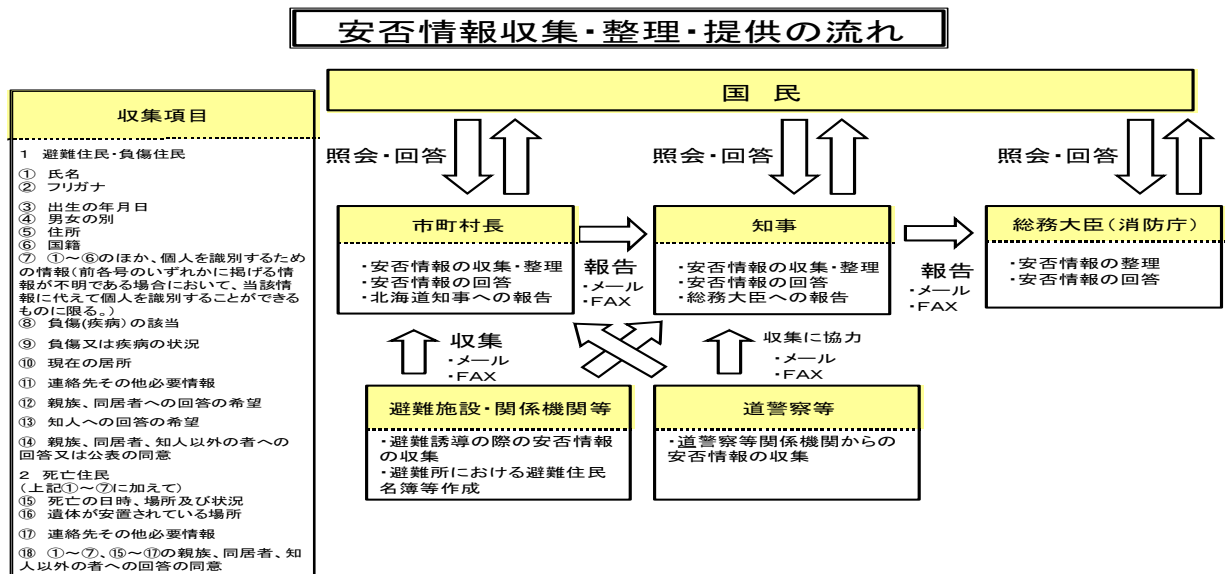 安否情報収集・整理・提供の流れ
収集項目
1 避難住民・負傷住民
① 氏名
② フリガナ
③ 出生の年月日
④ 男女の別
⑤ 住所
⑥ 国籍
⑦ ①～⑥のほか、個人を識別するため
の情報(前各号のいずれかに掲げる情
報が不明である場合において、当該情
報に代えて個人を識別することができる
ものに限る。)
⑧ 負傷(疾病)の該当
⑨ 負傷又は疾病の状況
⑩ 現在の居所
⑪ 連絡先その他必要情報
⑫ 親族、同居者への回答の希望
⑬ 知人への回答の希望
⑭ 親族、同居者、知人以外の者への
回答又は公表の同意
2 死亡住民
(上記①～⑦に加えて)
⑮ 死亡の日時、場所及び状況
⑯ 遺体が安置されている場所
⑰ 連絡先その他必要情報
⑱ ①～⑦、⑮～⑰の親族、同居者、知
人以外の者への回答の同意
国 民
照会・回答
照会・回答
照会・回答
市町村長
・安否情報の収集・整理
・安否情報の回答
・北海道知事への報告
報告
・メール
・FAX
知事
・安否情報の収集・整理
・安否情報の回答
・総務大臣への報告
報告
・メール
・FAX
総務大臣(消防庁)
・安否情報の整理
・安否情報の回答
収集
・メール
・FAX
収集に協力
・メール
・FAX
避難施設・関係機関等
・避難誘導の際の安否情報
の収集
・避難所における避難住民
名簿等作成
道警察等
・道警察等関係機関からの
安否情報の収集